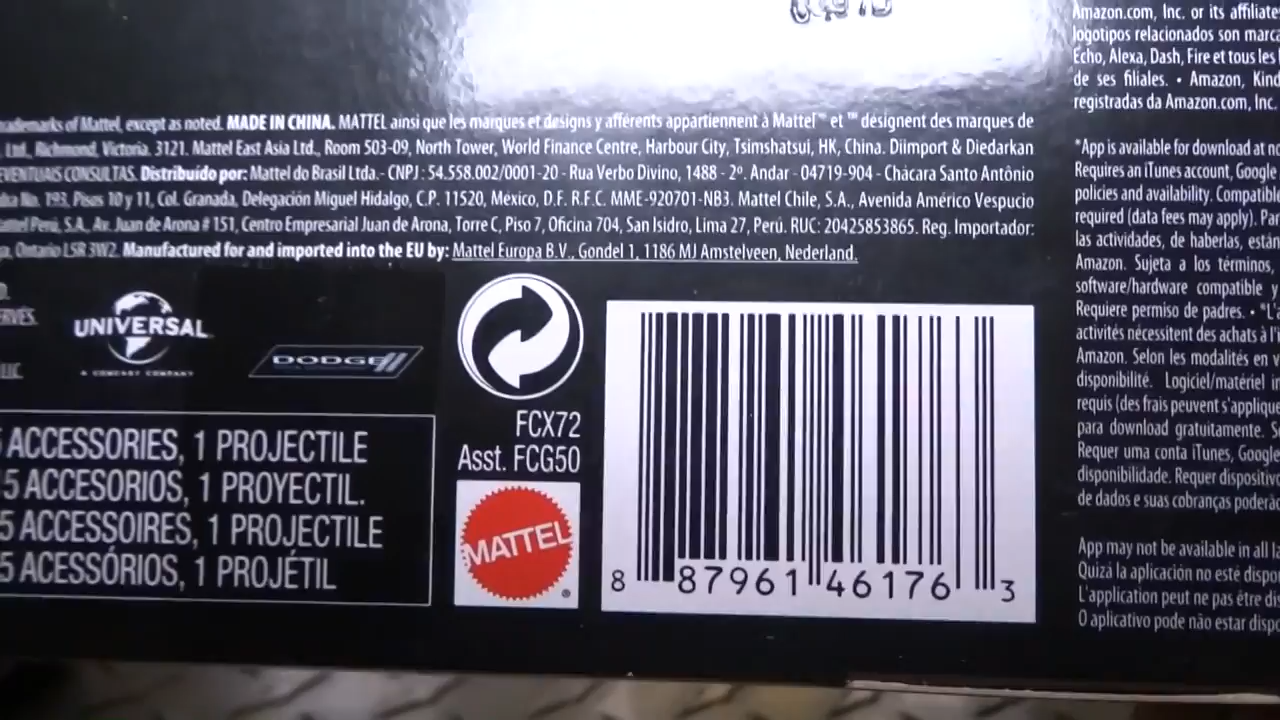 trademarks of Mattel, except as noted. MADE IN CHINA. MATTEL ainsi que les marques et designs y afférents appartiennent à Mattel et ™ désignent des marques de
Ltd., Richmond, Victoria. 3121. Mattel East Asia Ltd., Room 503-09, North Tower, World Finance Centre, Harbour City, Tsimshatsui, HK, China. Diimport & Diedarkan
EVENTUAIS CONSULTAS. Distribuído por: Mattel do Brasil Ltda.- CNPJ : 54.558.002/0001-20 - Rua Verbo Divino, 1488 - 2º. Andar - 04719-904 - Chácara Santo Antônio
No. 193, Pisos 10 y 11, Col. Granada, Delegación Miguel Hidalgo, C.P. 11520, México, D.F. R.F.C. MME-920701-NB3. Mattel Chile, S.A., Avenida Américo Vespucio
Mattel Perú, S.A., Av. Juan de Arona # 151, Centro Empresarial Juan de Arona, Torre C, Piso 7, Oficina 704, San Isidro, Lima 27, Perú. RUC: 20425853865. Reg. Importador:
Ontario L5R 3W2. Manufactured for and imported into the EU by: Mattel Europa B.V., Gondel 1, 1186 MJ Amstelveen, Nederland.
UNIVERSAL
A COMCAST COMPANY
DODGE
5 ACCESSORIES, 1 PROJECTILE
15 ACCESORIOS, 1 PROYECTIL.
5 ACCESSOIRES, 1 PROJECTILE
5 ACESSÓRIOS, 1 PROJÉTIL
FCX72
Asst. FCG50
MATTEL®
8 87961 46176 3
Amazon.com, Inc. or its affiliate
logotipos relacionados son marca
Echo, Alexa, Dash, Fire et tous les
de ses filiales. • Amazon, Kind
registradas da Amazon.com, Inc.
*App is available for download at no
Requires an iTunes account, Google
policies and availability. Compatibl
required (data fees may apply). Par
las actividades, de haberlas, están
Amazon. Sujeta a los términos,
software/hardware compatible y
Requiere permiso de padres. • *L'a
activités nécessitent des achats à l'i
Amazon. Selon les modalités en v
disponibilité. Logiciel/matériel in
requis (des frais peuvent s'applique
para download gratuitamente. Se
Requer uma conta iTunes, Google
disponibilidade. Requer dispositivo
de dados e suas cobranças poderã
App may not be available in all la
Quizá la aplicación no esté dispo
L'application peut ne pas être dis
O aplicativo pode não estar disp